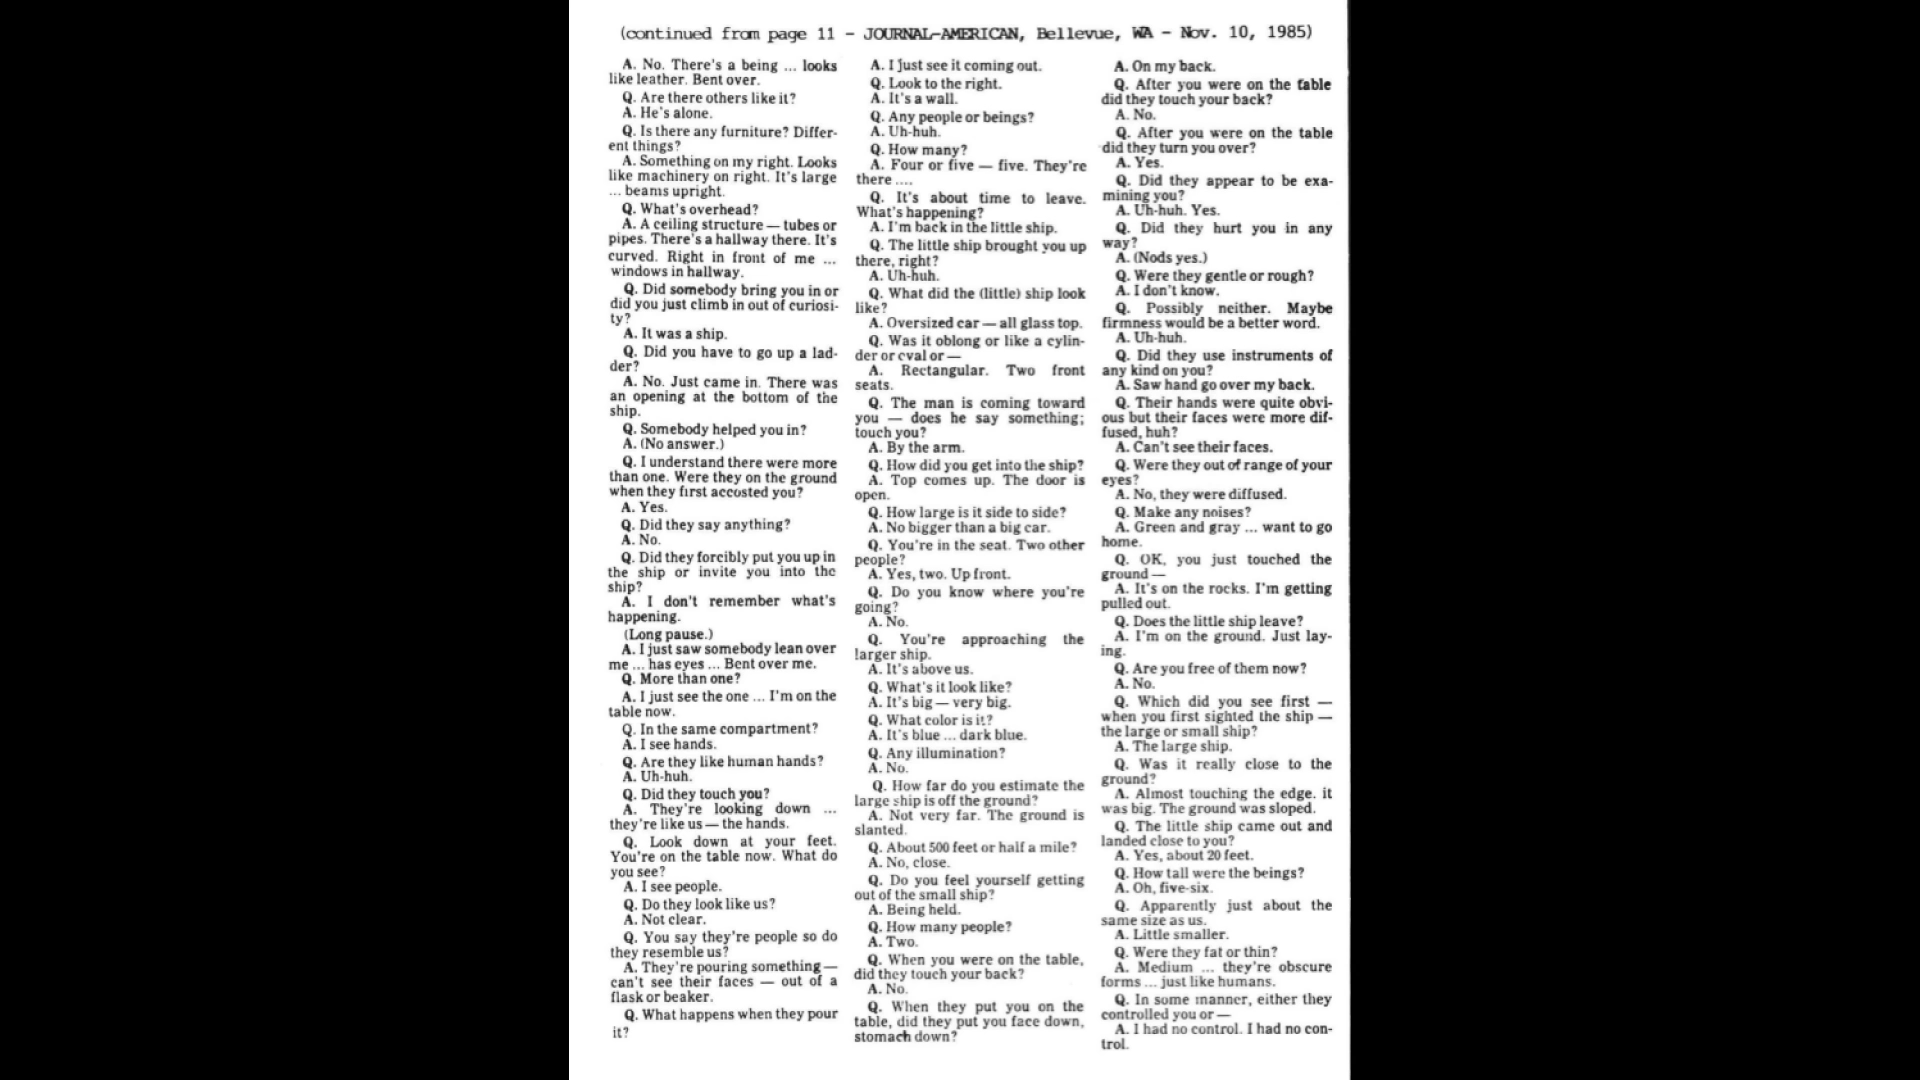 (continued from page 11 - JOURNAL-AMERICAN, Bellevue, WA - Nov. 10, 1985)
A. No. There's a being ... looks
like leather. Bent over.
Q. Are there others like it?
A. He's alone.
Q. Is there any furniture? Differ-
ent things?
A. Something on my right. Looks
like machinery on right. It's large
... beams upright.
Q. What's overhead?
A. A ceiling structure — tubes or
pipes. There's a hallway there. It's
curved. Right in front of me ...
windows in hallway.
Q. Did somebody bring you in or
did you just climb in out of curiosi-
ty?
A. It was a ship.
Q. Did you have to go up a lad-
der?
A. No. Just came in. There was
an opening at the bottom of the
ship.
Q. Somebody helped you in?
A. (No answer.)
Q. I understand there were more
than one. Were they on the ground
when they first accosted you?
A. Yes.
Q. Did they say anything?
A. No.
Q. Did they forcibly put you up in
the ship or invite you into the
ship?
A. I don't remember what's
happening.
(Long pause.)
A. I just saw somebody lean over
me ... has eyes ... Bent over me.
Q. More than one?
A. I just see the one ... I'm on the
table now.
Q. In the same compartment?
A. I see hands.
Q. Are they like human hands?
A. Uh-huh.
Q. Did they touch you?
A. They're looking down ...
they're like us — the hands.
Q. Look down at your feet.
You're on the table now. What do
you see?
A. I see people.
Q. Do they look like us?
A. Not clear.
Q. You say they're people so do
they resemble us?
A. They're pouring something —
can't see their faces — out of a
flask or beaker.
Q. What happens when they pour
it?
A. I just see it coming out.
Q. Look to the right.
A. It's a wall.
Q. Any people or beings?
A. Uh-huh.
Q. How many?
A. Four or five — five. They're
there ....
Q. It's about time to leave.
What's happening?
A. I'm back in the little ship.
Q. The little ship brought you up
there, right?
A. Uh-huh.
Q. What did the (little) ship look
like?
A. Oversized car — all glass top.
Q. Was it oblong or like a cylin-
der or oval or —
A. Rectangular. Two front
seats.
Q. The man is coming toward
you — does he say something;
touch you?
A. By the arm.
Q. How did you get into the ship?
A. Top comes up. The door is
open.
Q. How large is it side to side?
A. No bigger than a big car.
Q. You're in the seat. Two other
people?
A. Yes, two. Up front.
Q. Do you know where you're
going?
A. No.
Q. You're approaching the
larger ship.
A. It's above us.
Q. What's it look like?
A. It's big — very big.
Q. What color is it?
A. It's blue ... dark blue.
Q. Any illumination?
A. No.
Q. How far do you estimate the
large ship is off the ground?
A. Not very far. The ground is
slanted.
Q. About 500 feet or half a mile?
A. No, close.
Q. Do you feel yourself getting
out of the small ship?
A. Being held.
Q. How many people?
A. Two.
Q. When you were on the table,
did they touch your back?
A. No.
Q. When they put you on the
table, did they put you face down,
stomach down?
A. On my back.
Q. After you were on the table
did they touch your back?
A. No.
Q. After you were on the table
did they turn you over?
A. Yes.
Q. Did they appear to be exa-
mining you?
A. Uh-huh. Yes.
Q. Did they hurt you in any
way?
A. (Nods yes.)
Q. Were they gentle or rough?
A. I don't know.
Q. Possibly neither. Maybe
firmness would be a better word.
A. Uh-huh.
Q. Did they use instruments of
any kind on you?
A. Saw hand go over my back.
Q. Their hands were quite obvi-
ous but their faces were more dif-
fused, huh?
A. Can't see their faces.
Q. Were they out of range of your
eyes?
A. No, they were diffused.
Q. Make any noises?
A. Green and gray ... want to go
home.
Q. OK, you just touched the
ground —
A. It's on the rocks. I'm getting
pulled out.
Q. Does the little ship leave?
A. I'm on the ground. Just lay-
ing.
Q. Are you free of them now?
A. No.
Q. Which did you see first —
when you first sighted the ship —
the large or small ship?
A. The large ship.
Q. Was it really close to the
ground?
A. Almost touching the edge. it
was big. The ground was sloped.
Q. The little ship came out and
landed close to you?
A. Yes, about 20 feet.
Q. How tall were the beings?
A. Oh, five-six.
Q. Apparently just about the
same size as us.
A. Little smaller.
Q. Were they fat or thin?
A. Medium ... they're obscure
forms ... just like humans.
Q. In some manner, either they
controlled you or —
A. I had no control. I had no con-
trol.